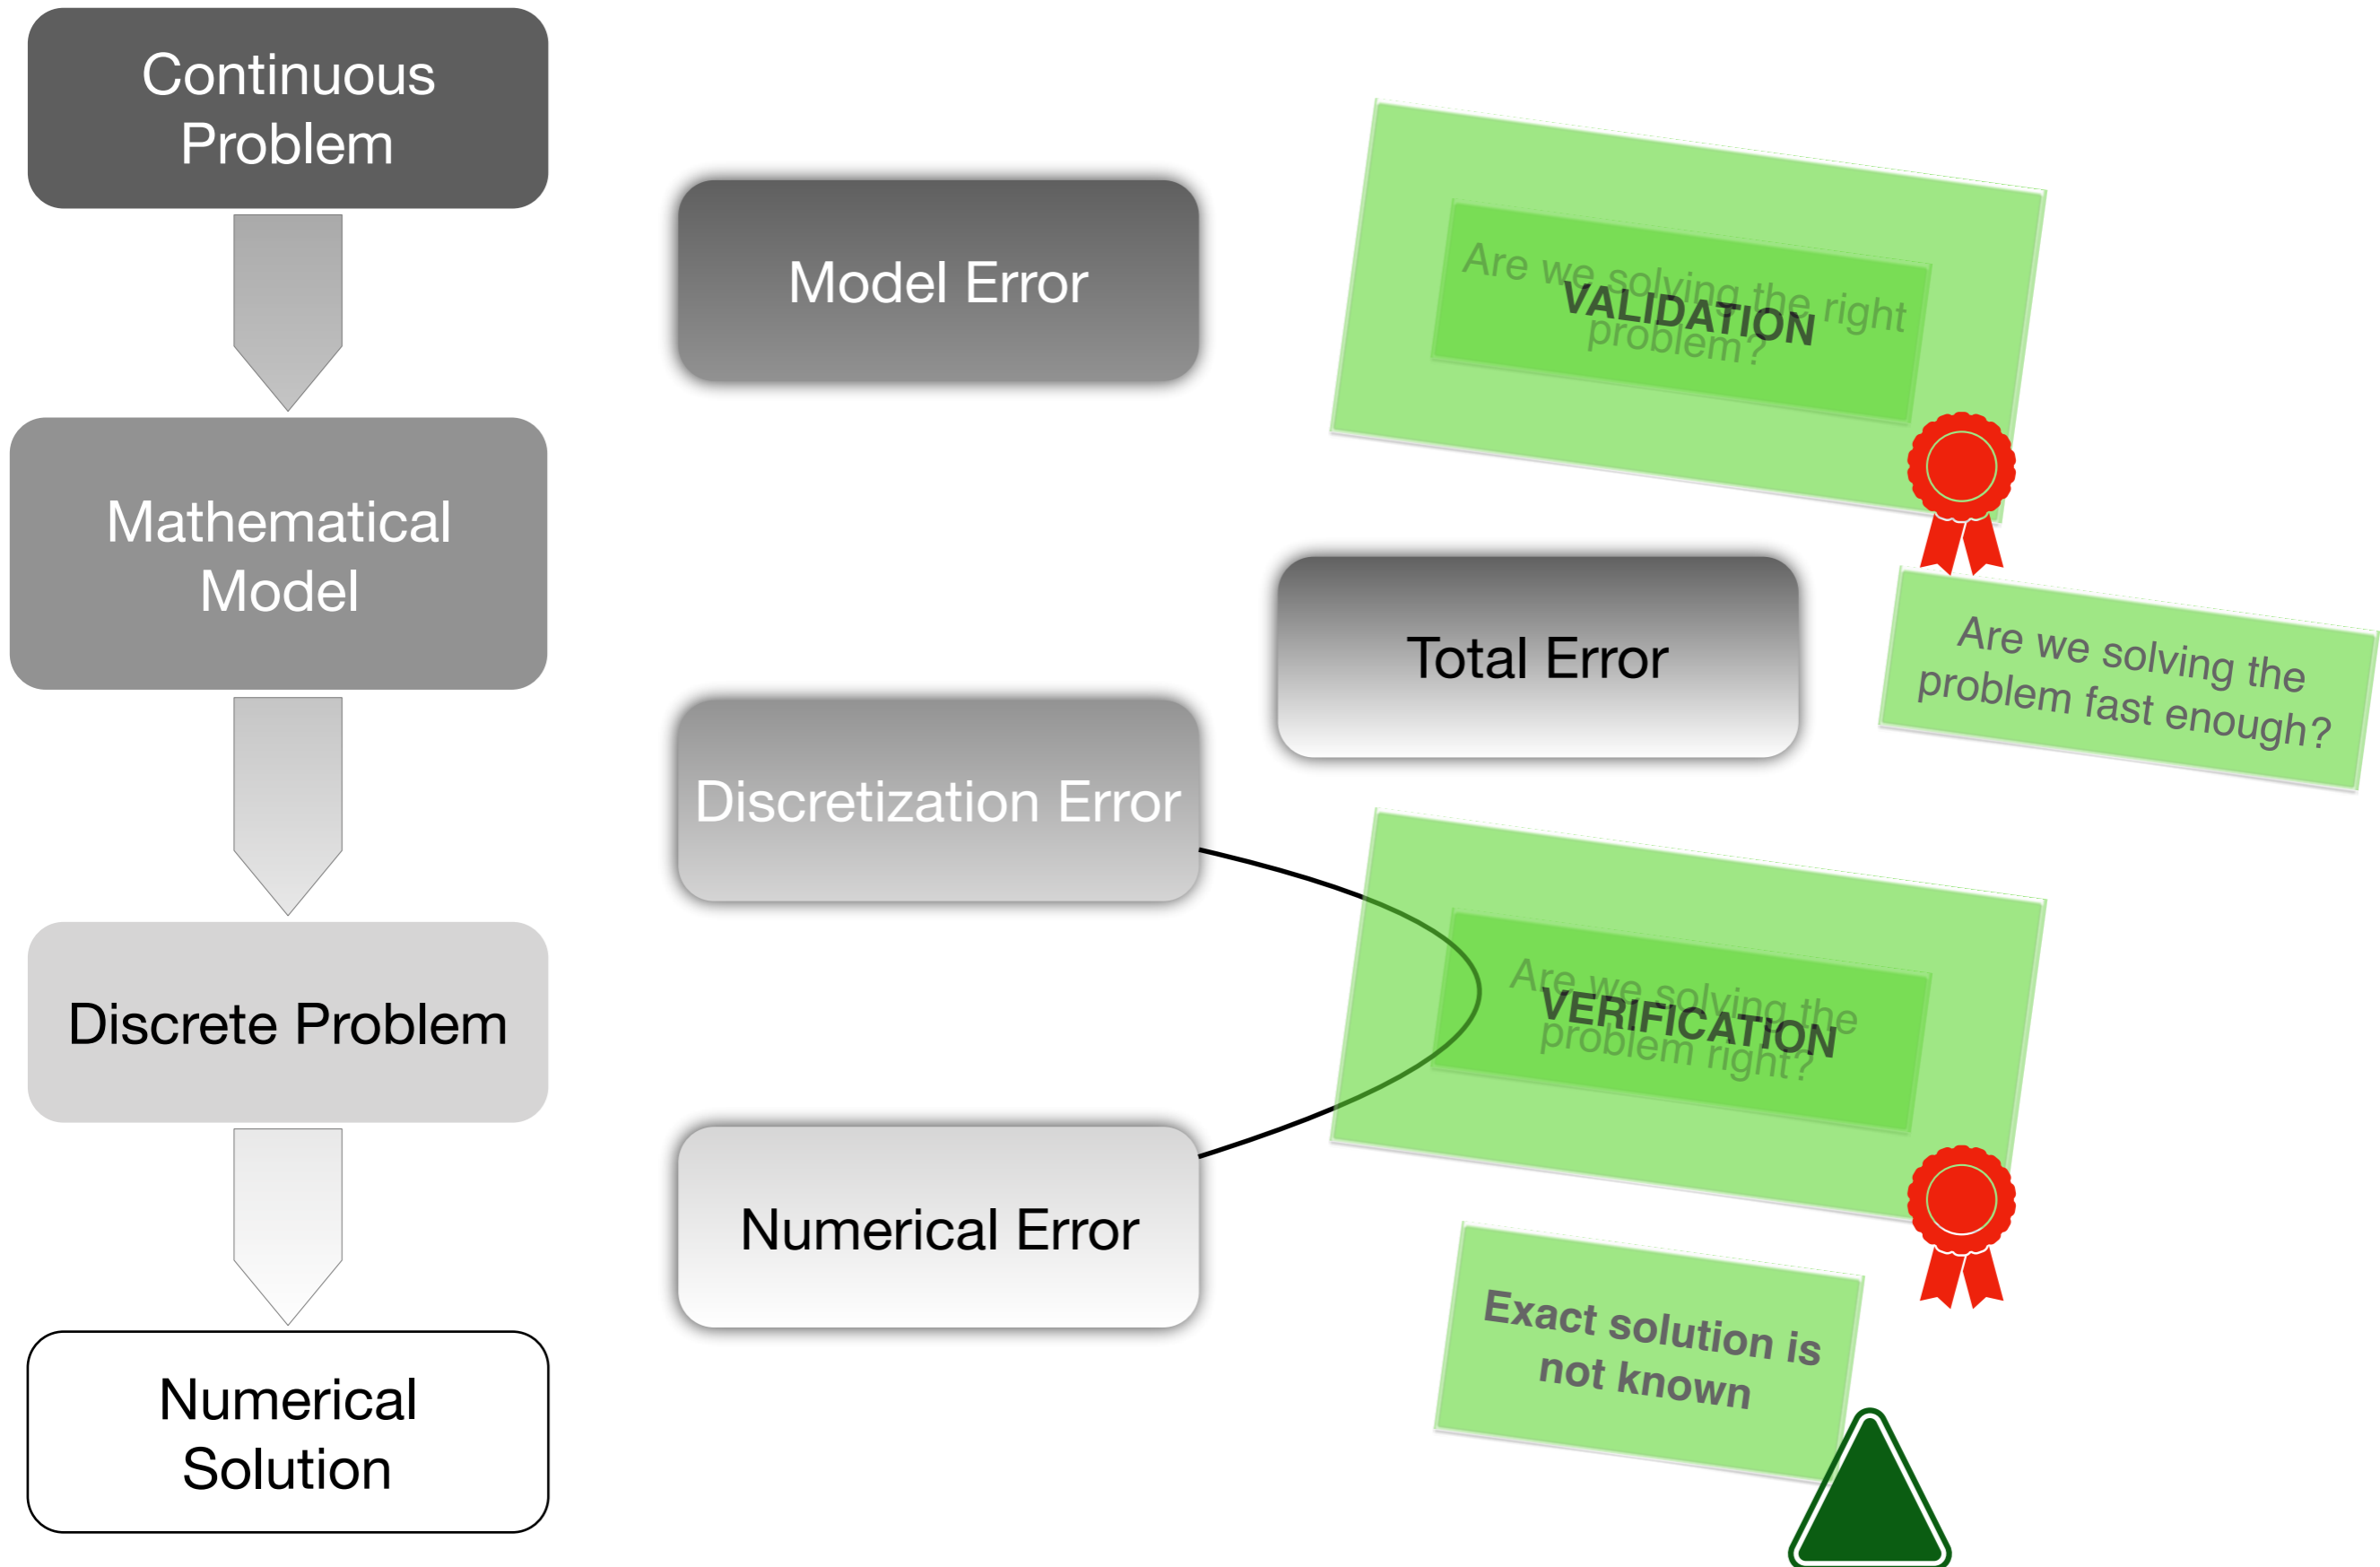 Continuous
Problem
Model Error
Are we solving the right
problem?
VALIDATION
Mathematical
Model
Total Error
Are we solving the
problem fast enough?
Discretization Error
Discrete Problem
Are we solving the
problem right?
VERIFICATION
Numerical Error
Exact solution is
not known
Numerical
Solution